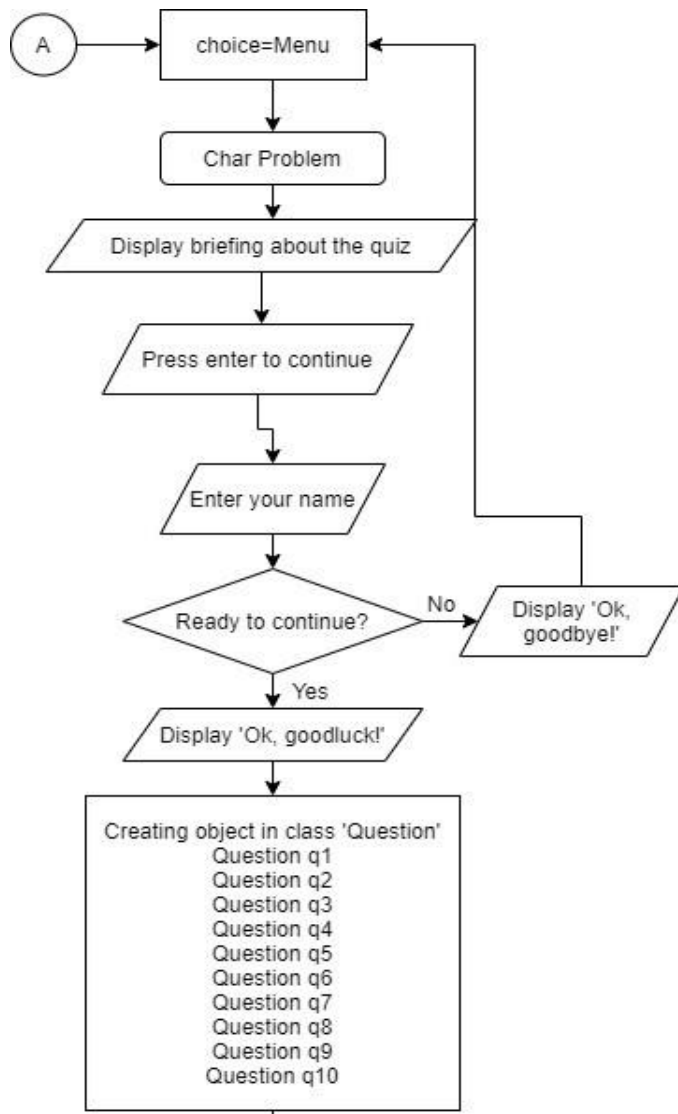 A
choice=Menu
Char Problem
Display briefing about the quiz
Press enter to continue
Enter your name
Ready to continue?
No
Display 'Ok,
goodbye!'
Yes
Display 'Ok, goodluck!'
Creating object in class 'Question'
Question q1
Question q2
Question q3
Question q4
Question q5
Question q6
Question q7
Question q8
Question q9
Question q10